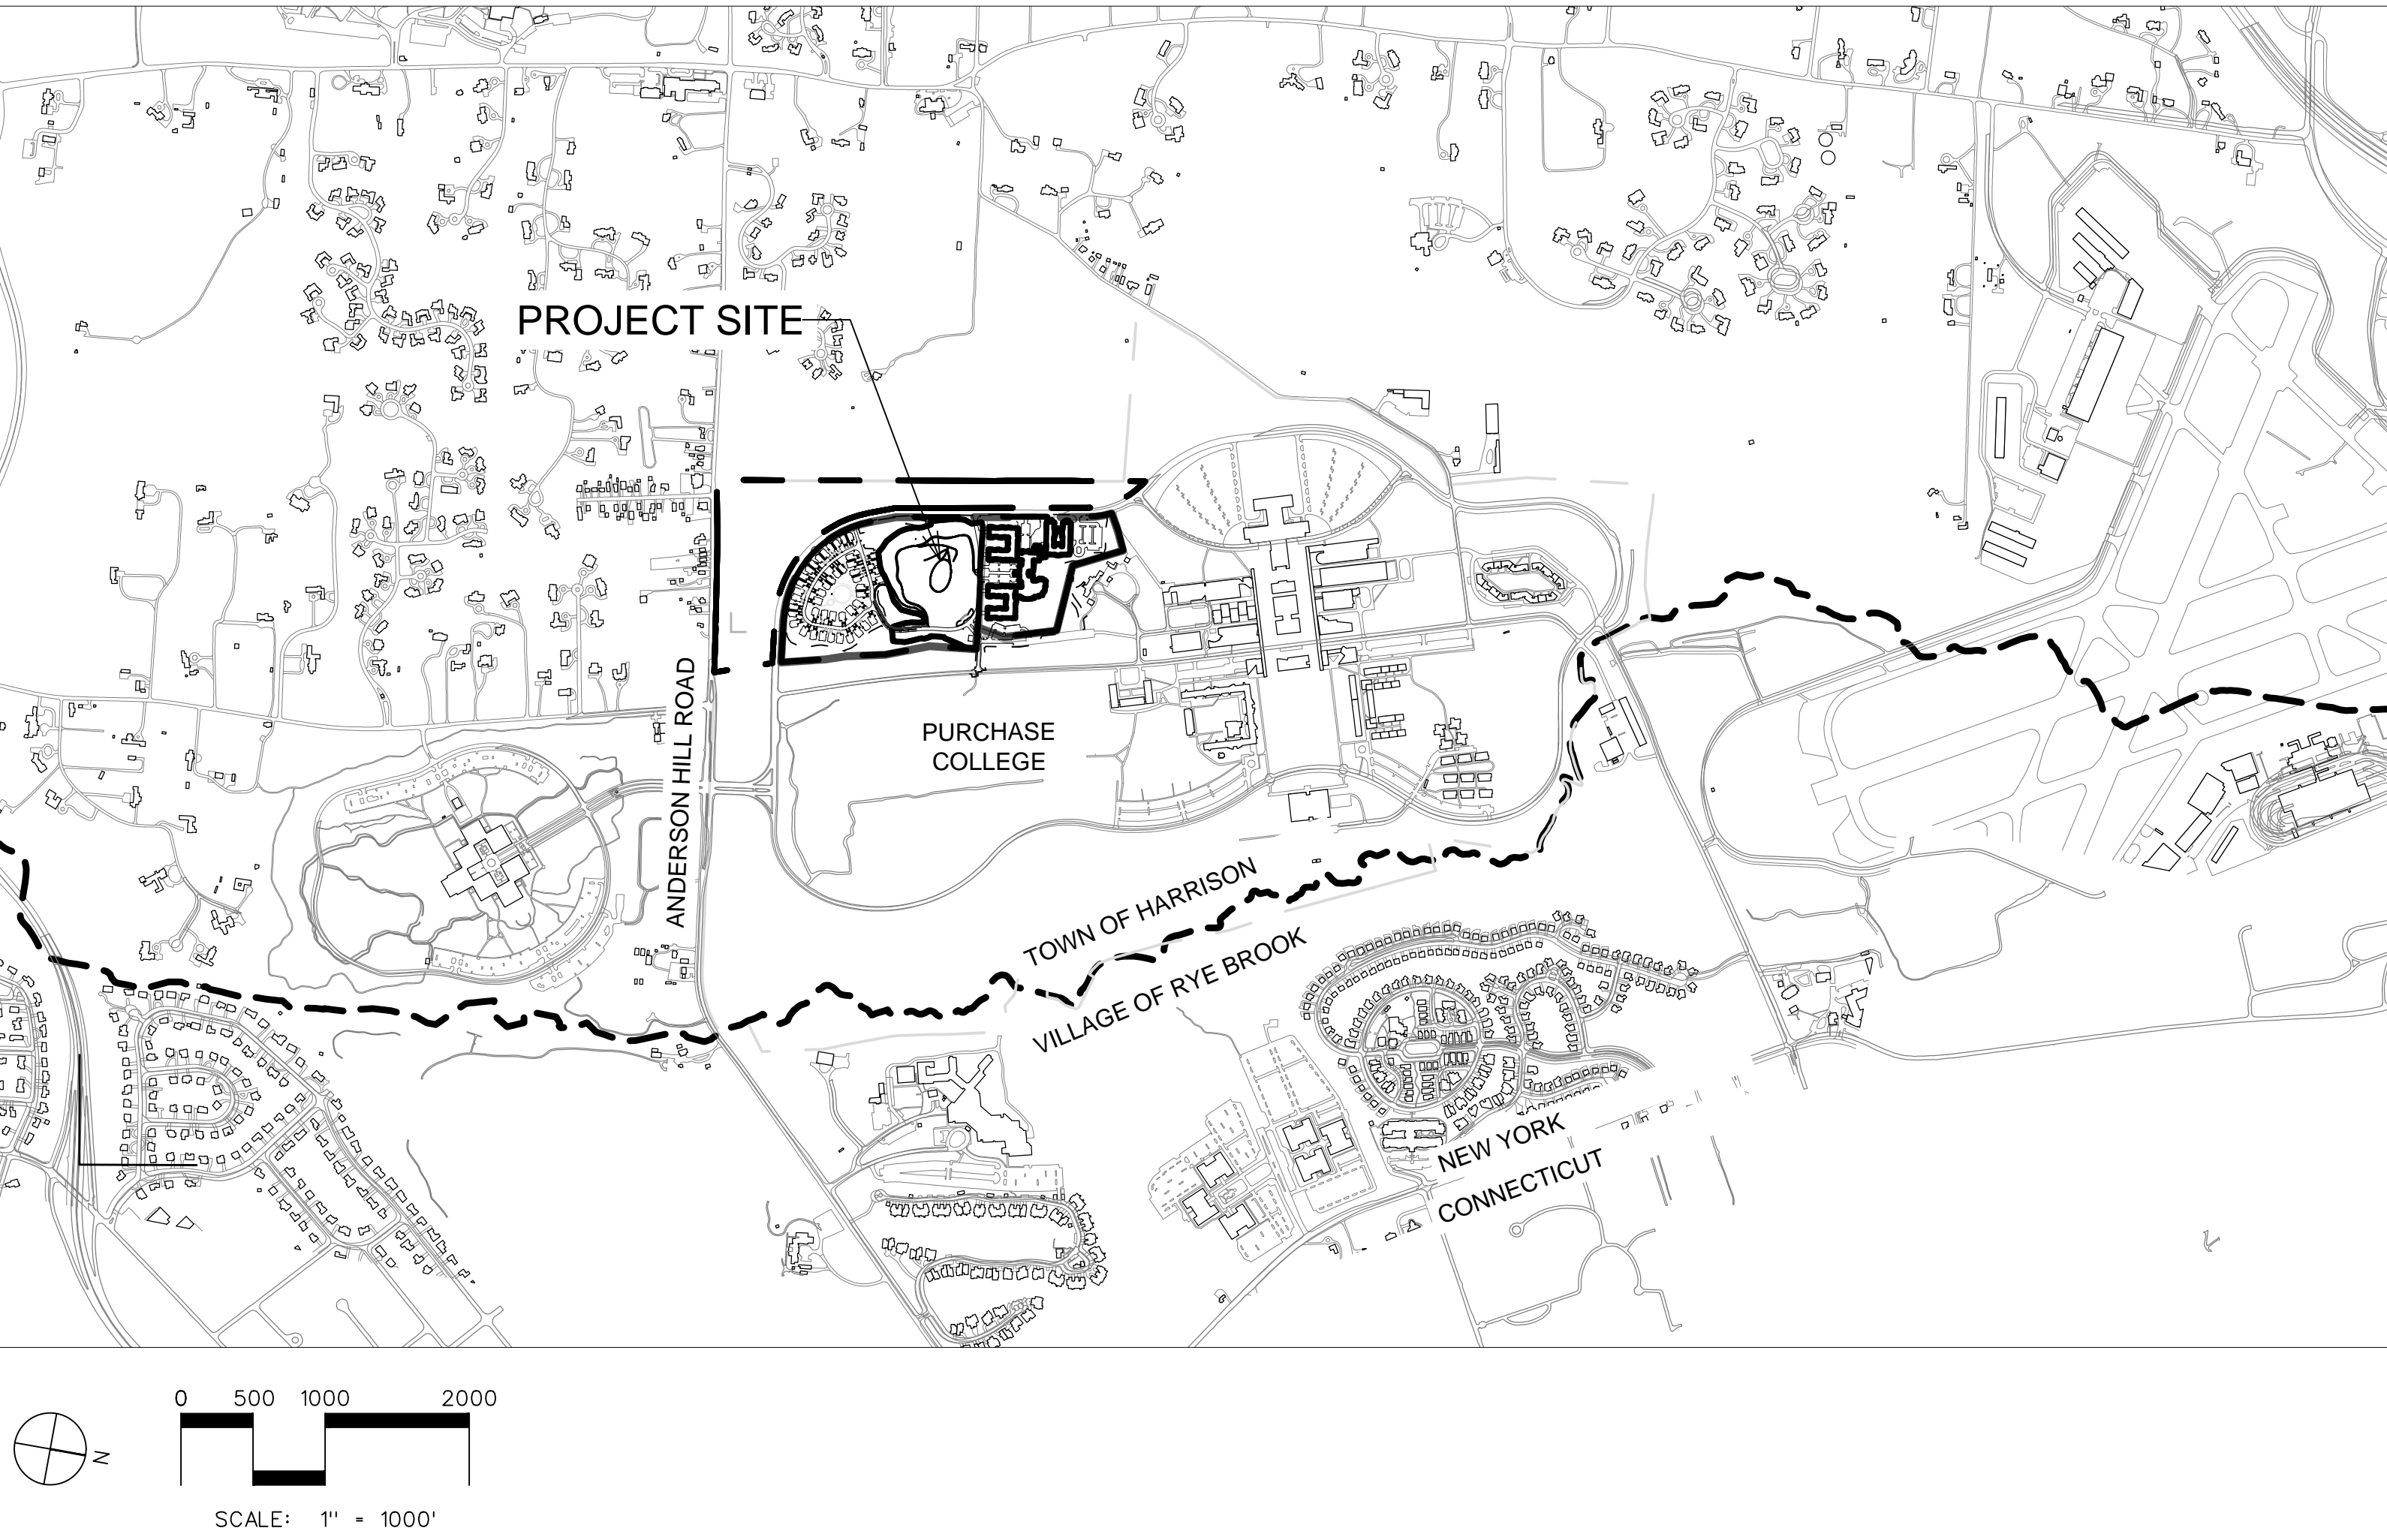 PROJECT SITE
ANDERSON HILL ROAD
PURCHASE
COLLEGE
TOWN OF HARRISON
VILLAGE OF RYE BROOK
NEW YORK
CONNECTICUT
0 500 1000 2000
N
SCALE: 1" = 1000'